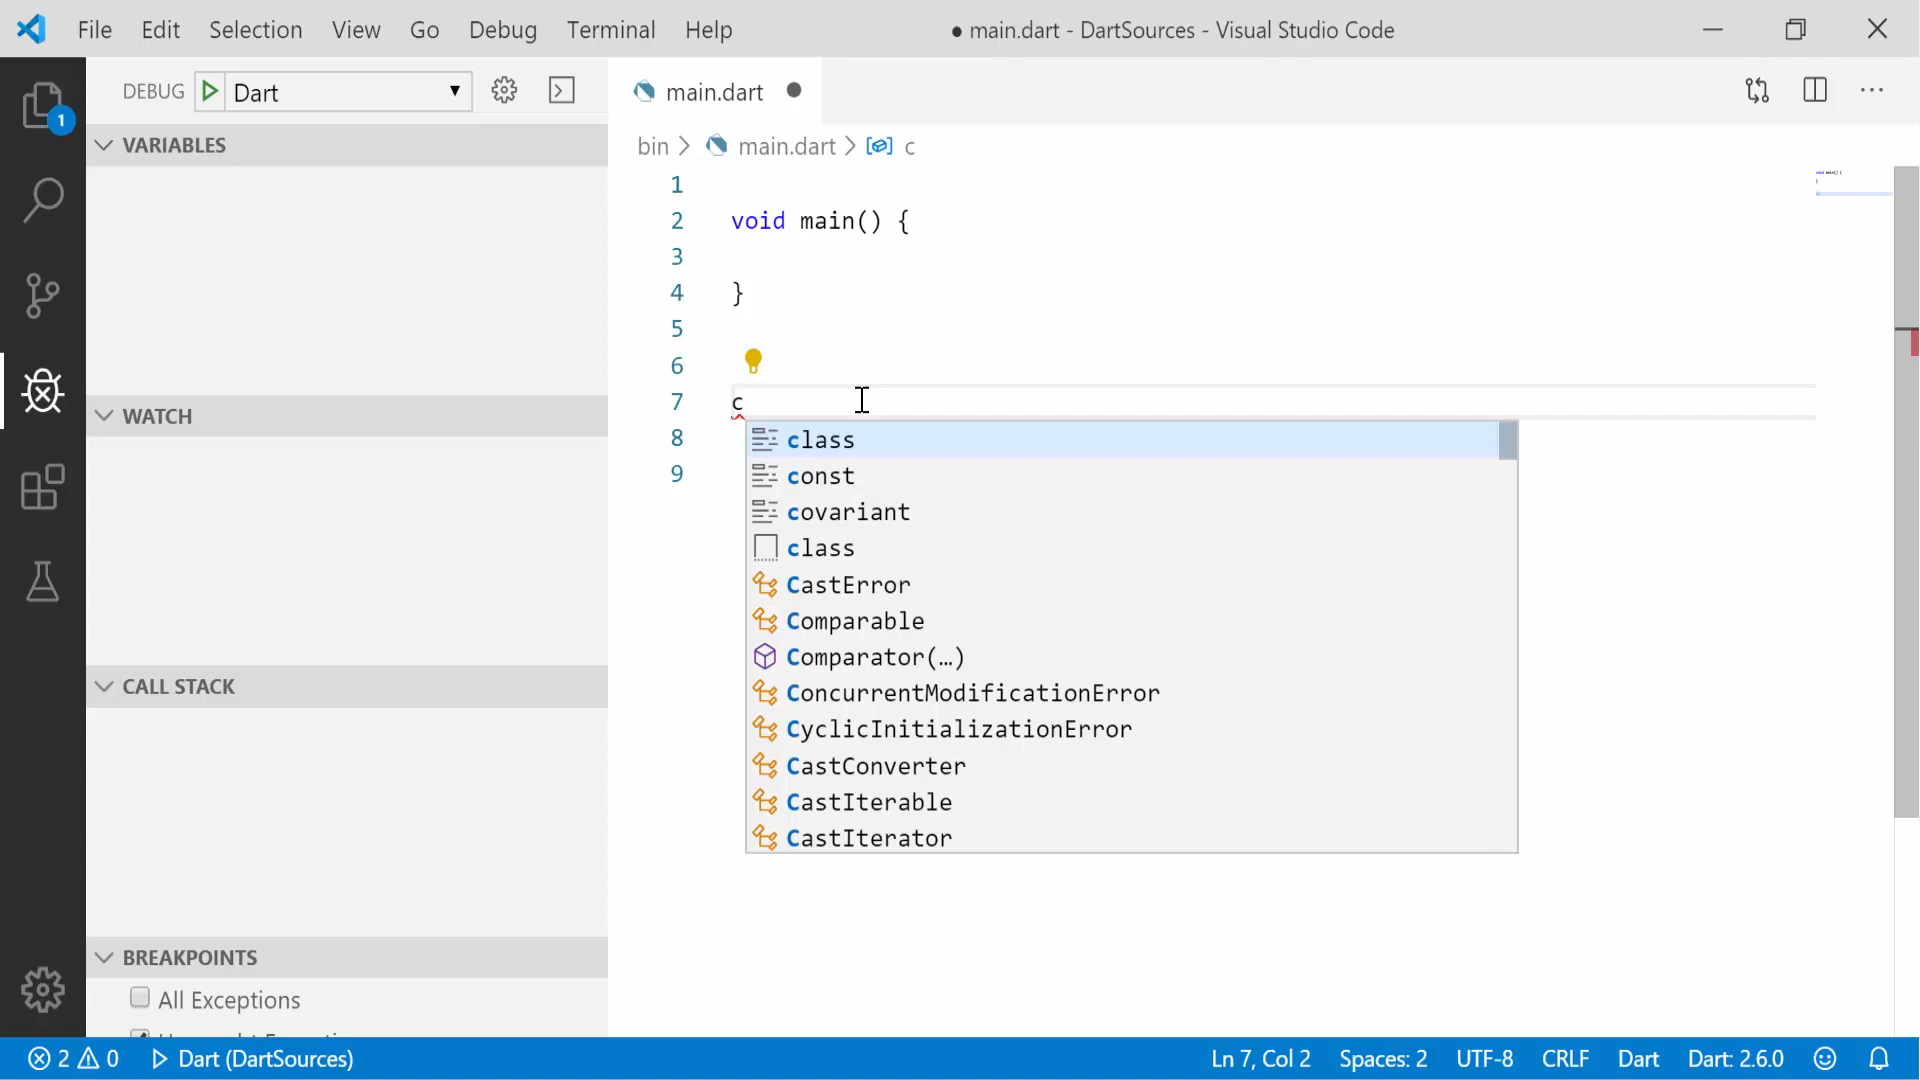 File Edit Selection View Go Debug Terminal Help ● main.dart - DartSources - Visual Studio Code
DEBUG Dart
main.dart
1
VARIABLES
bin > main.dart > c
1
2 void main() {
3
4 }
5
6
7 c
8
9
class
const
covariant
class
CastError
Comparable
Comparator(…)
ConcurrentModificationError
CyclicInitializationError
CastConverter
CastIterable
CastIterator
WATCH
CALL STACK
BREAKPOINTS
All Exceptions
2 0 Dart (DartSources) Ln 7, Col 2 Spaces: 2 UTF-8 CRLF Dart Dart: 2.6.0